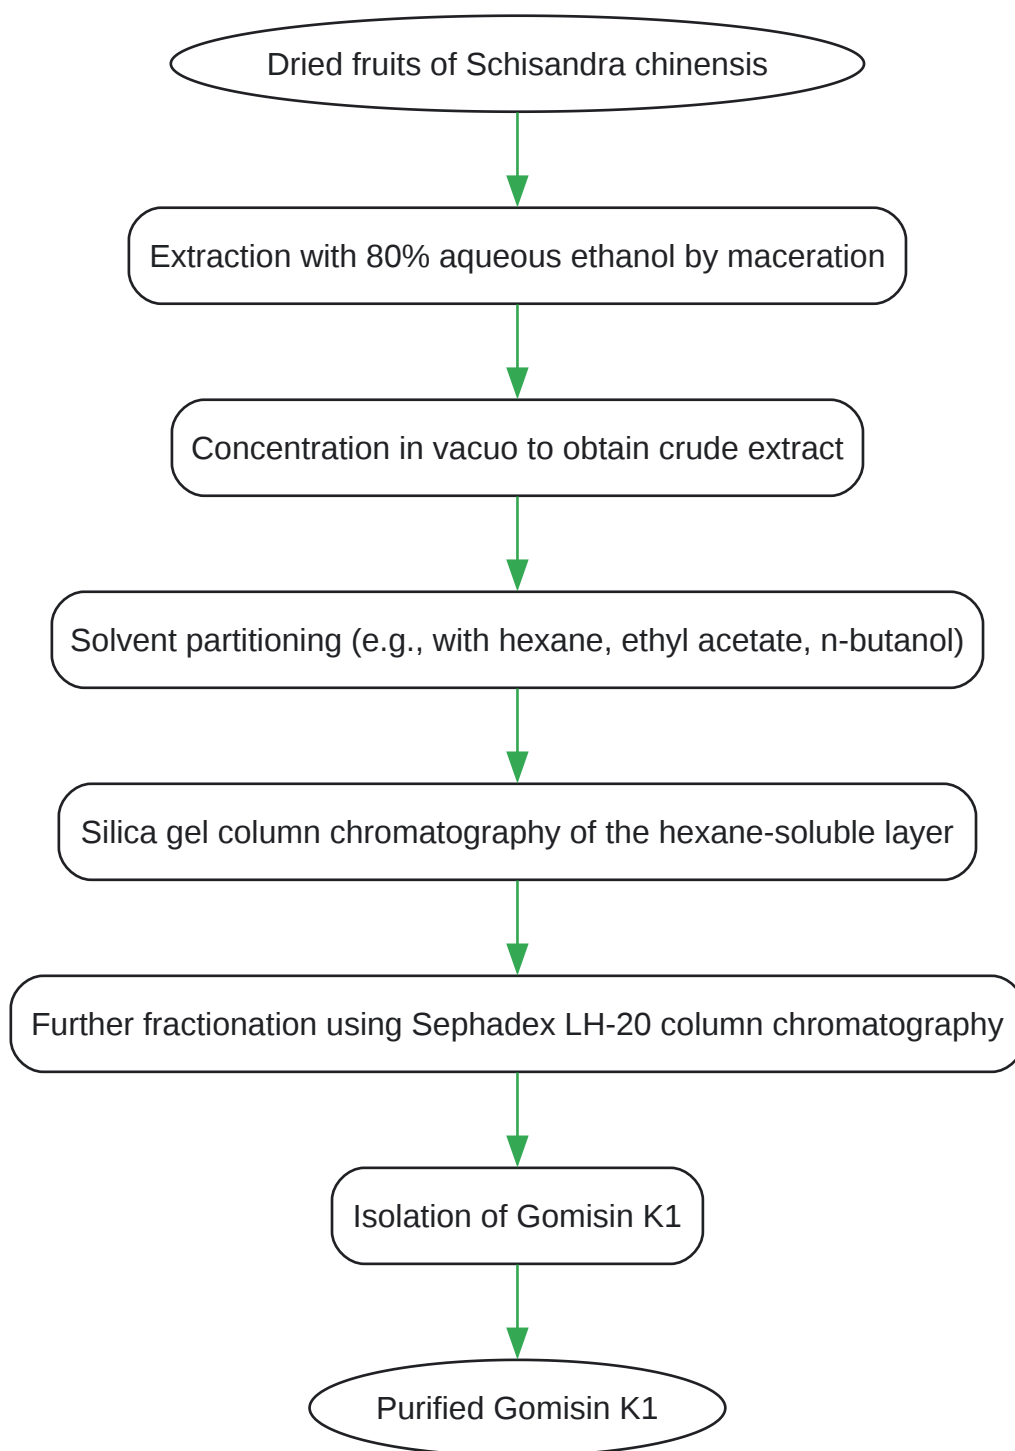 Dried fruits of Schisandra chinensis
Extraction with 80% aqueous ethanol by maceration
Concentration in vacuo to obtain crude extract
Solvent partitioning (e.g., with hexane, ethyl acetate, n-butanol)
Silica gel column chromatography of the hexane-soluble layer
Further fractionation using Sephadex LH-20 column chromatography
Isolation of Gomisin K1
Purified Gomisin K1